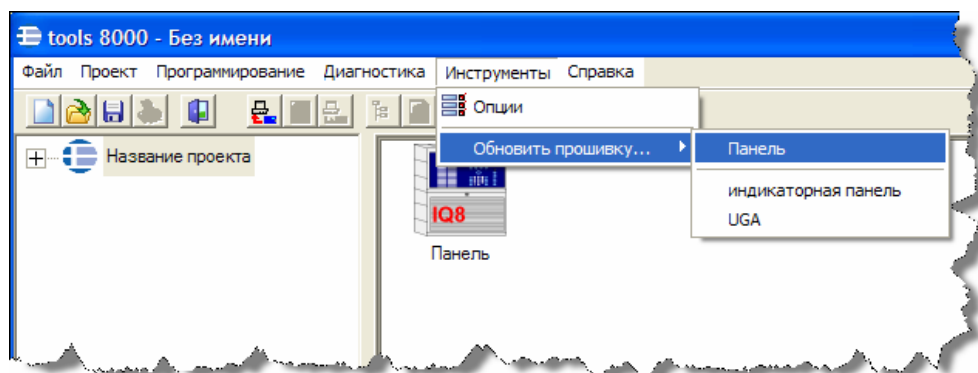 tools 8000 - Без имени
Файл Проект Программирование Диагностика Инструменты Справка
Опции
Обновить прошивку...
Панель
индикаторная панель
UGA
Название проекта
IQ8
Панель